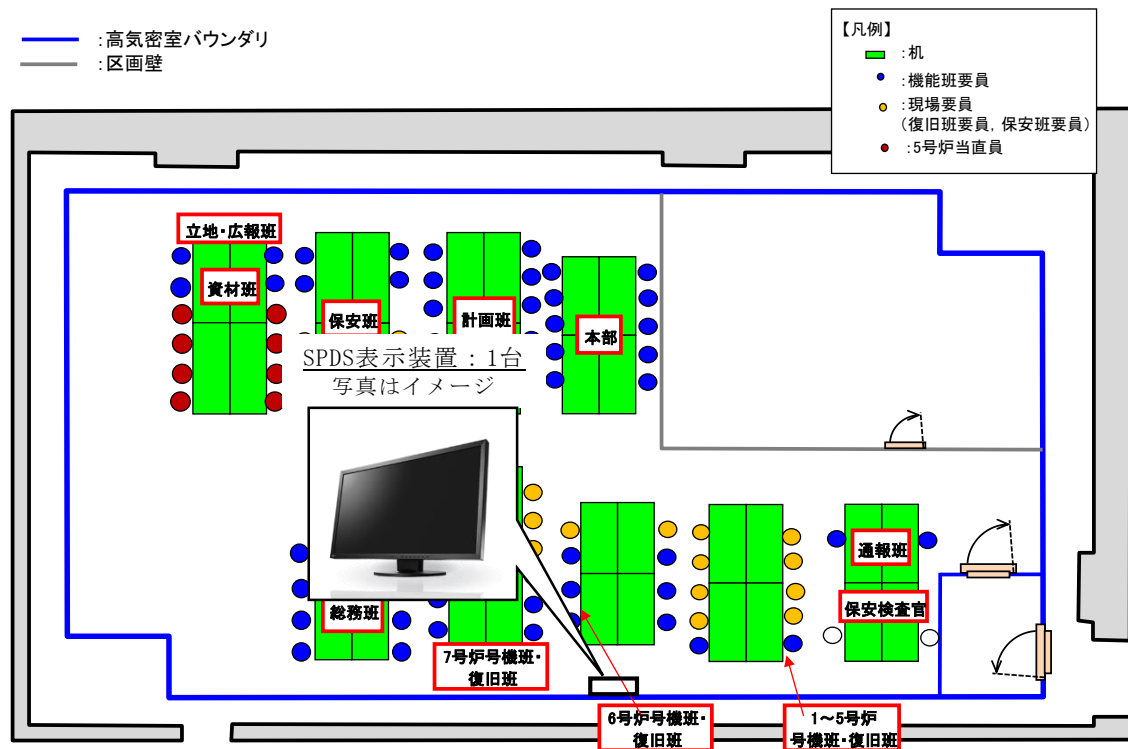 :高気密室バウンダリ
:区画壁
【凡例】
:机
:機能班要員
:現場要員
(復旧班要員, 保安班要員)
:5号炉当直員
立地・広報班
資材班
保安班
計画班
本部
SPDS表示装置：1台
写真はイメージ
通報班
保安検査官
総務班
7号炉号機班・
復旧班
6号炉号機班・
復旧班
1～5号炉
号機班・復旧班